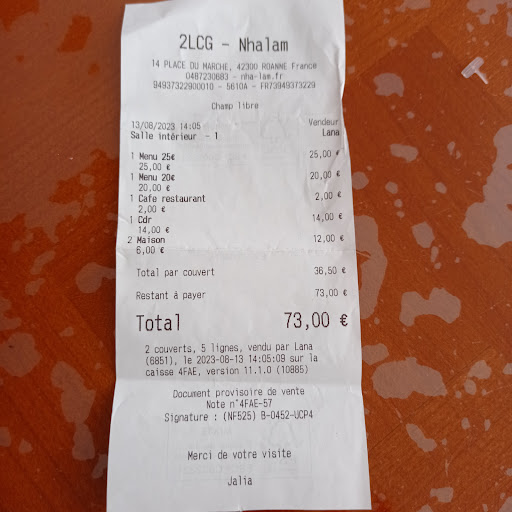 2LCG - Nhalam
14 PLACE DU MARCHE, 42300 ROANNE France
0487230683 - nha-lam.fr
94937322900010 - 5610A - FR73949373229
Champ libre
13/08/2023 14:05 Vendeur
Salle intérieur - 1 Lana
1 Menu 25€ 25,00 €
25,00 €
1 Menu 20€ 20,00 €
20,00 €
1 Cafe restaurant 2,00 €
2,00 €
1 Cdr 14,00 €
14,00 €
2 Maison 12,00 €
6,00 €
Total par couvert 36,50 €
Restant à payer 73,00 €
Total 73,00 €
2 couverts, 5 lignes, vendu par Lana
(6851), le 2023-08-13 14:05:09 sur la
caisse 4FAE, version 11.1.0 (10885)
Document provisoire de vente
Note n°4FAE-57
Signature : (NF525) B-0452-UCP4
Merci de votre visite
Jalia